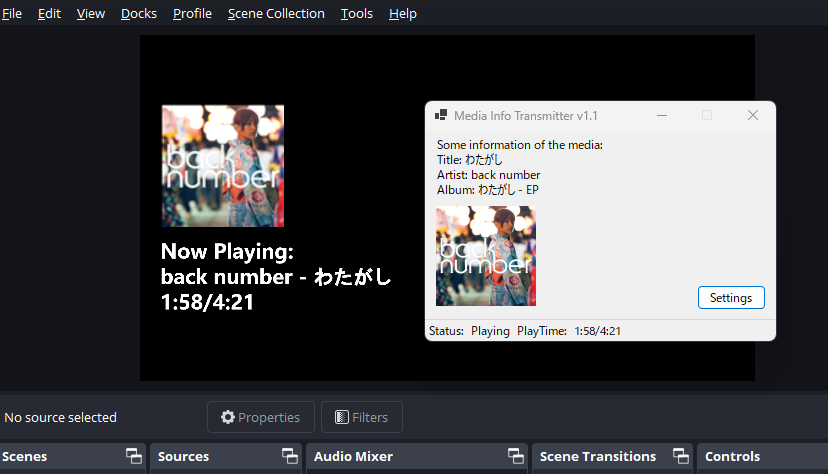 File Edit View Docks Profile Scene Collection Tools Help
back
number
Now Playing:
back number - わたがし
1:58/4:21
Media Info Transmitter v1.1
Some information of the media:
Title: わたがし
Artist: back number
Album: わたがし - EP
back
number
Settings
Status: Playing PlayTime: 1:58/4:21
No source selected Properties Filters
Scenes Sources Audio Mixer Scene Transitions Controls